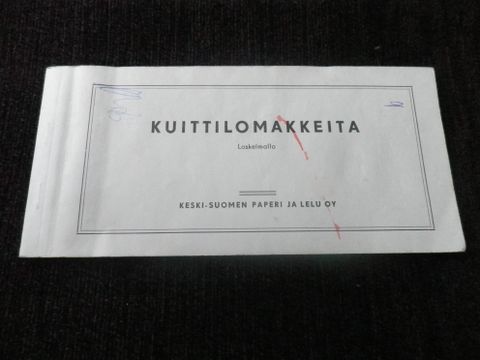 KUITTILOMAKKEITA
Laskelmalla
KESKI-SUOMEN PAPERI JA LELU OY